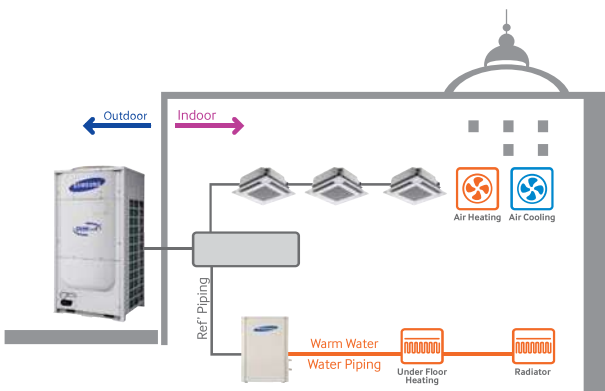 Outdoor
Indoor
SAMSUNG
Air Heating
Air Cooling
Ref' Piping
Warm Water
Water Piping
Under Floor
Heating
Radiator